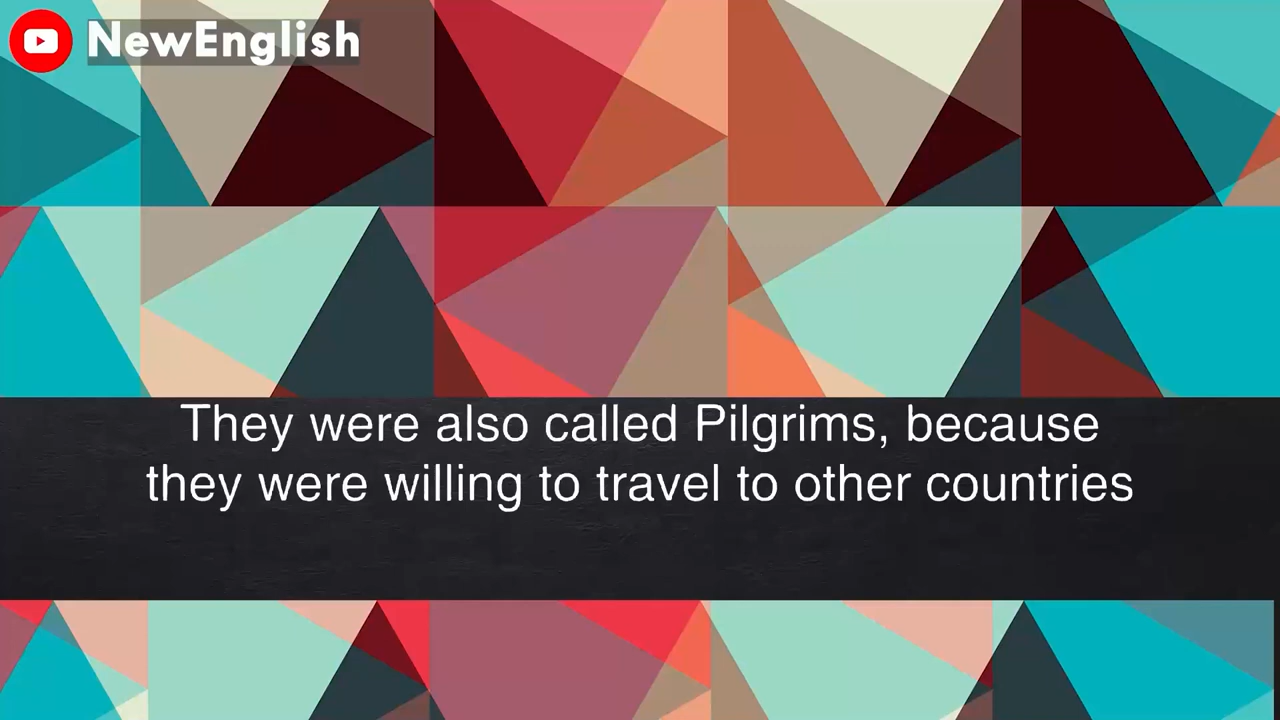 NewEnglish
They were also called Pilgrims, because
they were willing to travel to other countries